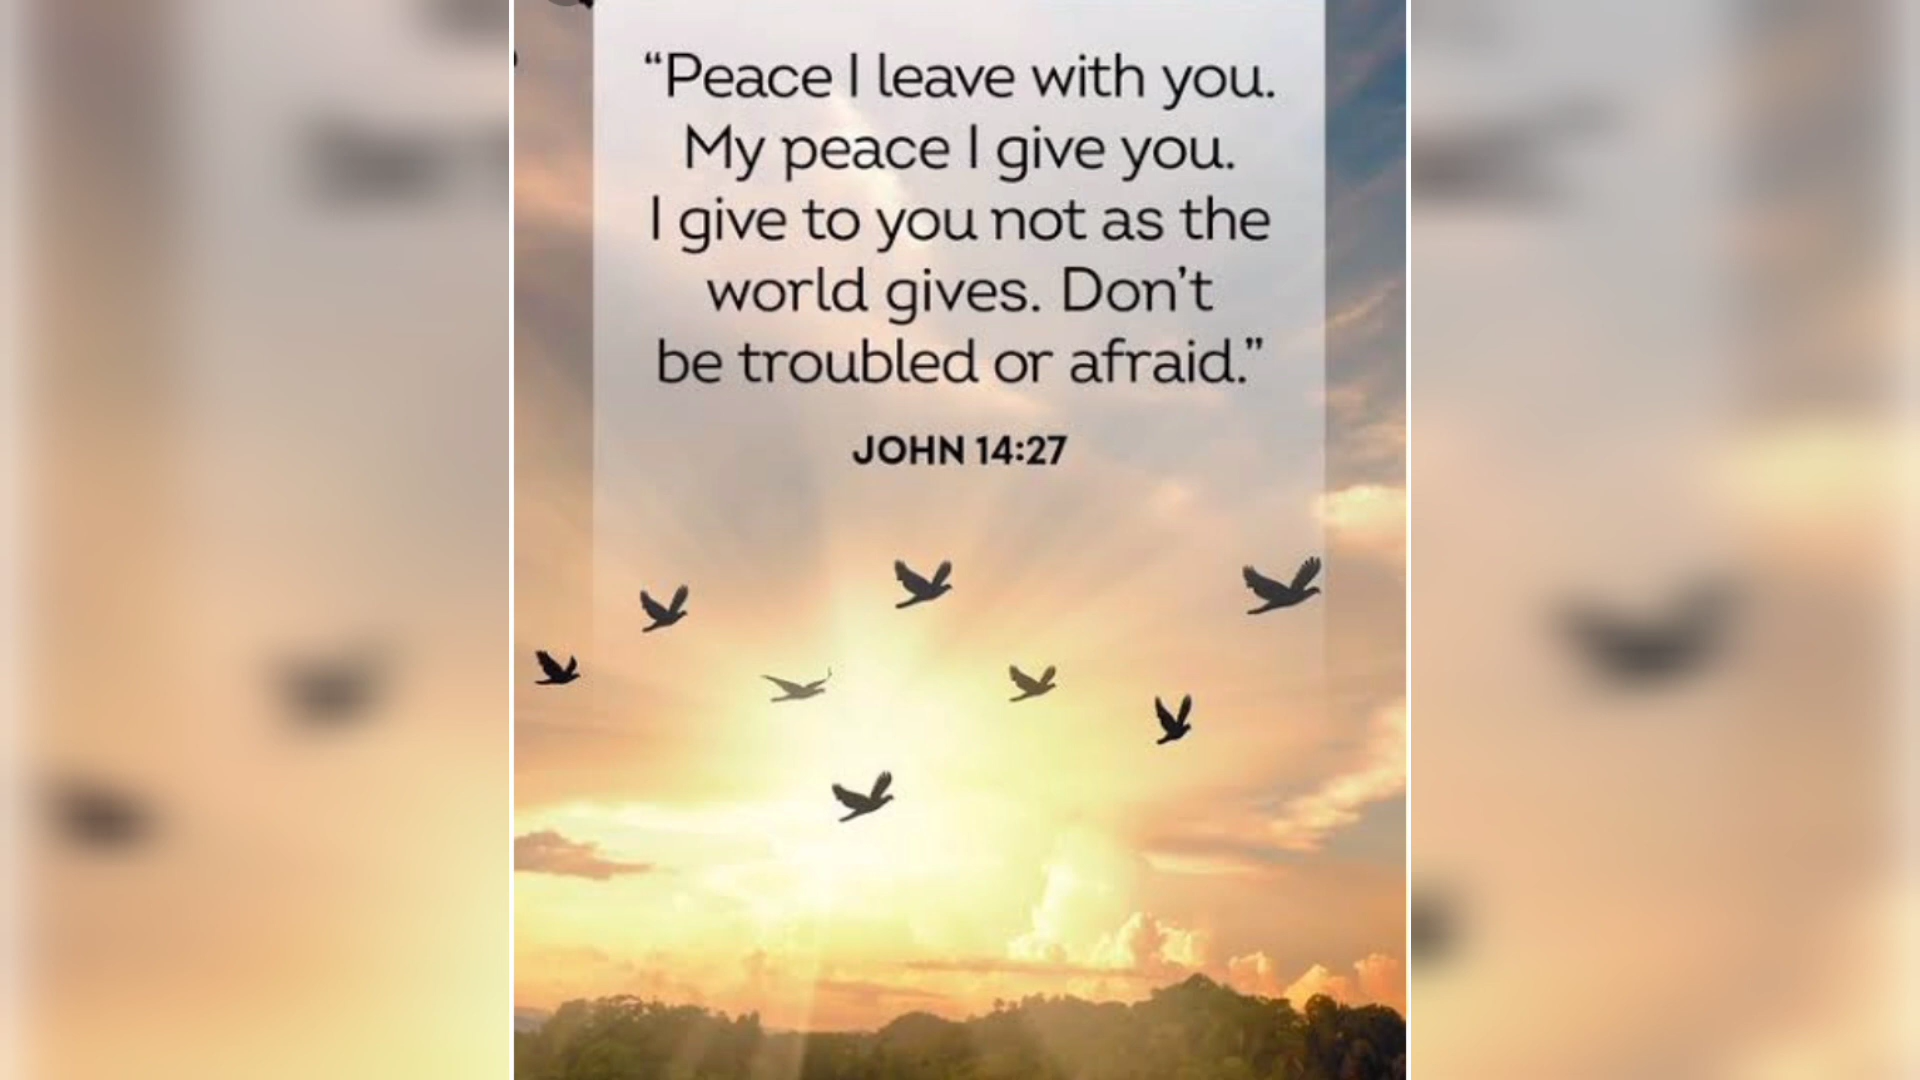 “Peace I leave with you.
My peace I give you.
I give to you not as the
world gives. Don’t
be troubled or afraid.”
JOHN 14:27